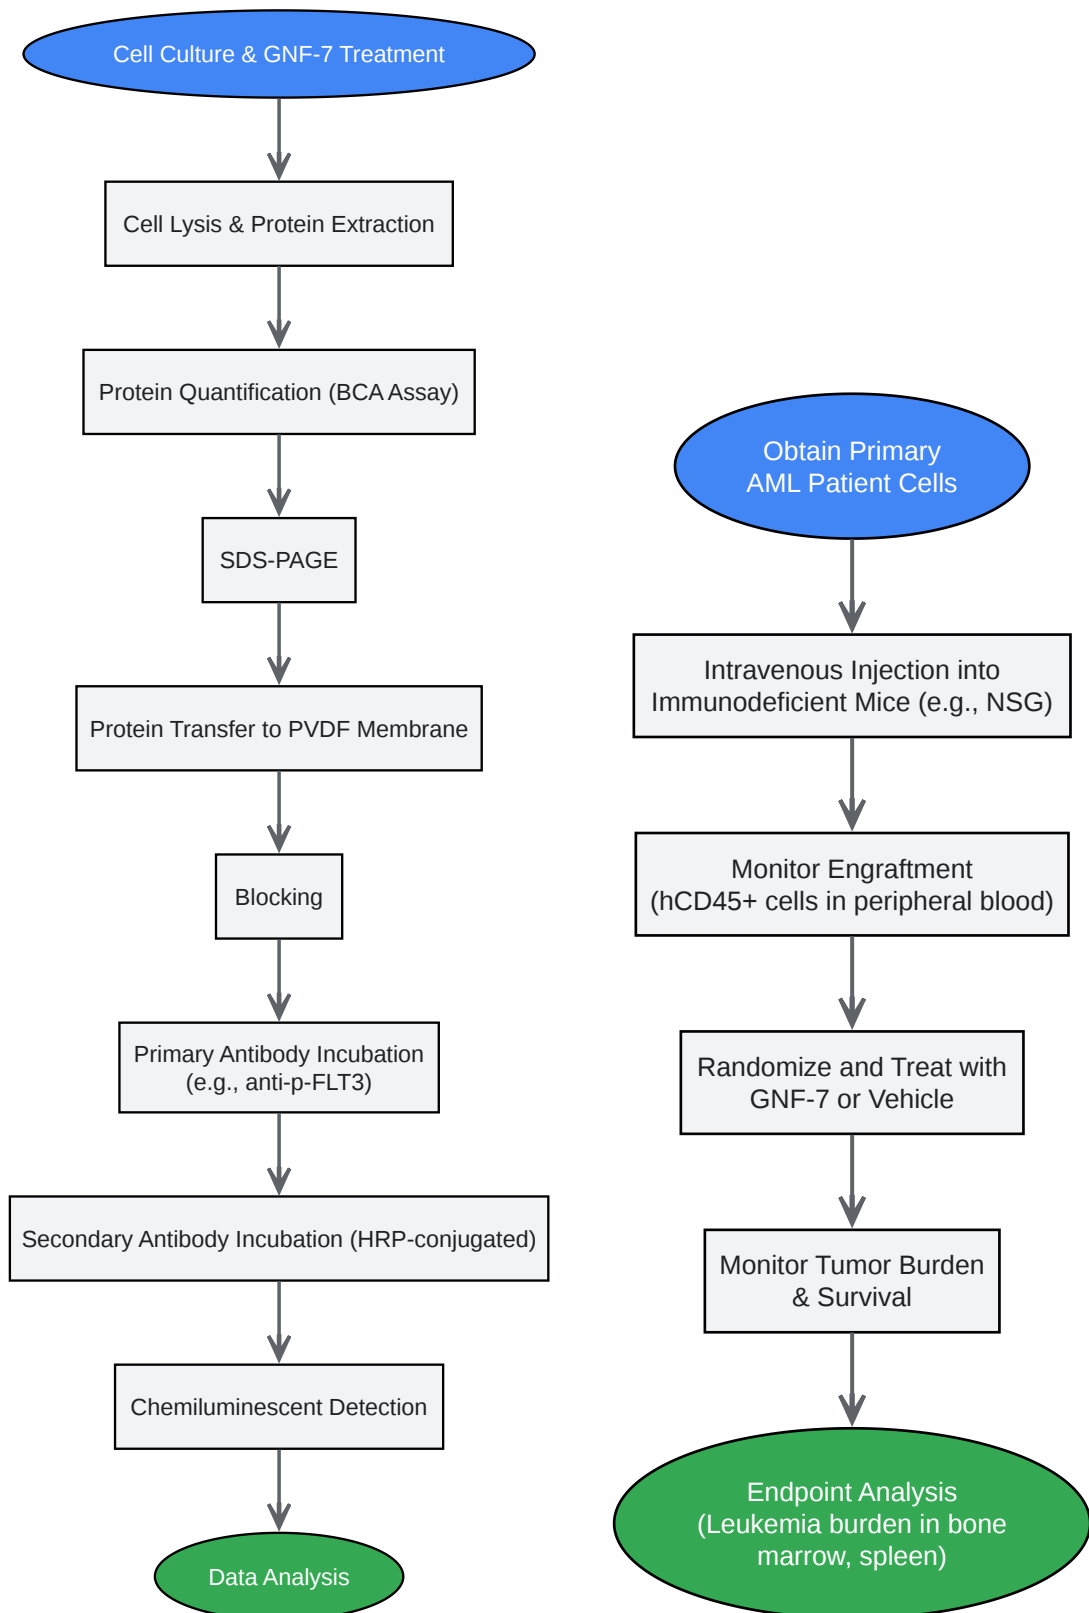 Cell Culture & GNF-7 Treatment
Cell Lysis & Protein Extraction
Protein Quantification (BCA Assay)
SDS-PAGE
Protein Transfer to PVDF Membrane
Blocking
Primary Antibody Incubation
(e.g., anti-p-FLT3)
Secondary Antibody Incubation (HRP-conjugated)
Chemiluminescent Detection
Data Analysis
Obtain Primary
AML Patient Cells
Intravenous Injection into
Immunodeficient Mice (e.g., NSG)
Monitor Engraftment
(hCD45+ cells in peripheral blood)
Randomize and Treat with
GNF-7 or Vehicle
Monitor Tumor Burden
& Survival
Endpoint Analysis
(Leukemia burden in bone
marrow, spleen)